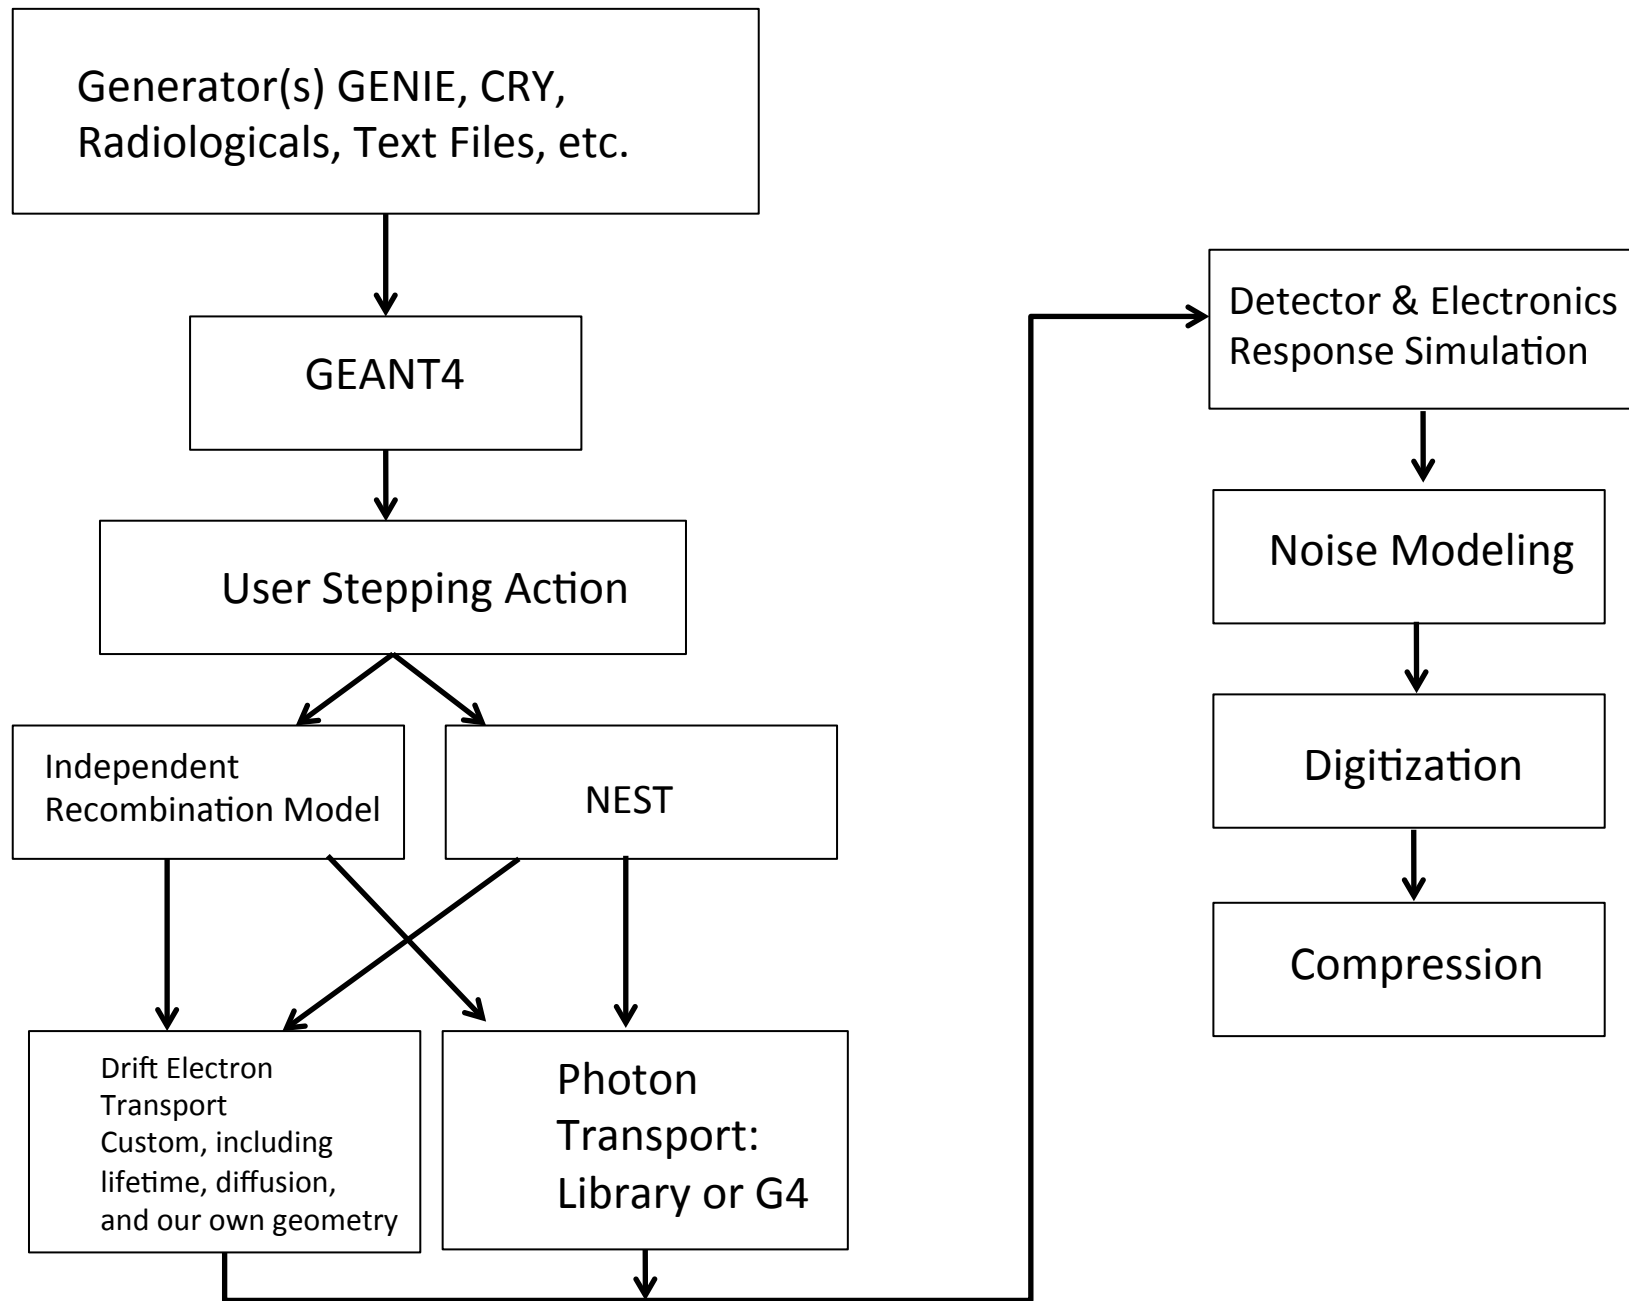 Generator(s) GENIE, CRY,
Radiologicals, Text Files, etc.
GEANT4
User Stepping Action
Independent
Recombination Model
NEST
Drift Electron
Transport
Custom, including
lifetime, diffusion,
and our own geometry
Photon
Transport:
Library or G4
Detector & Electronics
Response Simulation
Noise Modeling
Digitization
Compression